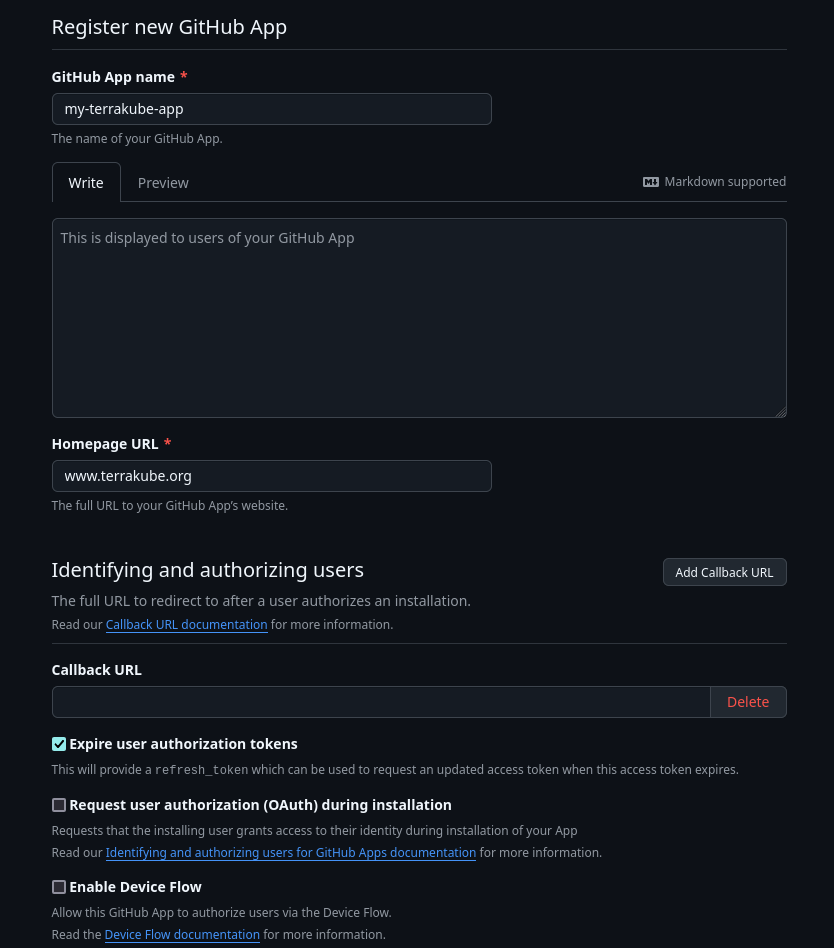 Register new GitHub App
GitHub App name *
my-terrakube-app
The name of your GitHub App.
Write Preview Markdown supported
This is displayed to users of your GitHub App
Homepage URL *
www.terrakube.org
The full URL to your GitHub App's website.
Identifying and authorizing users Add Callback URL
The full URL to redirect to after a user authorizes an installation.
Read our Callback URL documentation for more information.
Callback URL
Delete
Expire user authorization tokens
This will provide a refresh_token which can be used to request an updated access token when this access token expires.
Request user authorization (OAuth) during installation
Requests that the installing user grants access to their identity during installation of your App
Read our Identifying and authorizing users for GitHub Apps documentation for more information.
Enable Device Flow
Allow this GitHub App to authorize users via the Device Flow.
Read the Device Flow documentation for more information.